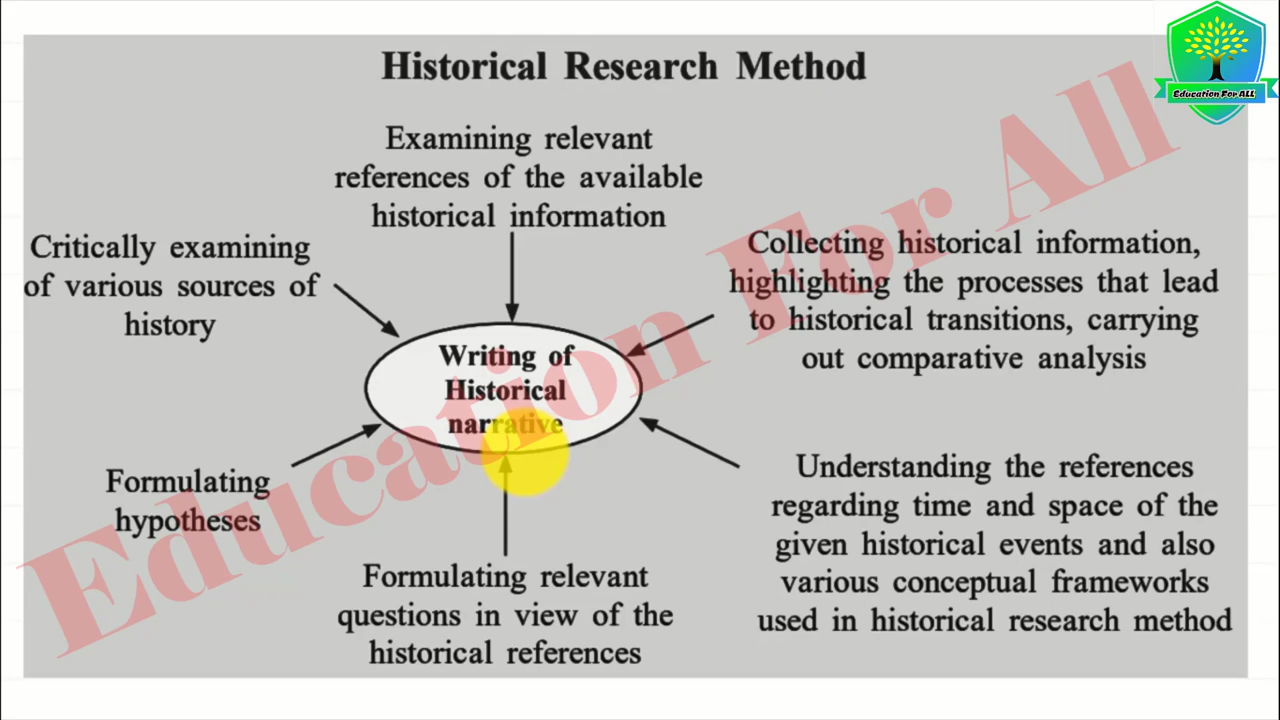 Historical Research Method
Education For ALL
Examining relevant
references of the available
historical information
Critically examining
of various sources of
history
Collecting historical information,
highlighting the processes that lead
to historical transitions, carrying
out comparative analysis
Writing of
Historical
narrative
Formulating
hypotheses
Understanding the references
regarding time and space of the
given historical events and also
various conceptual frameworks
used in historical research method
Formulating relevant
questions in view of the
historical references
Education For All